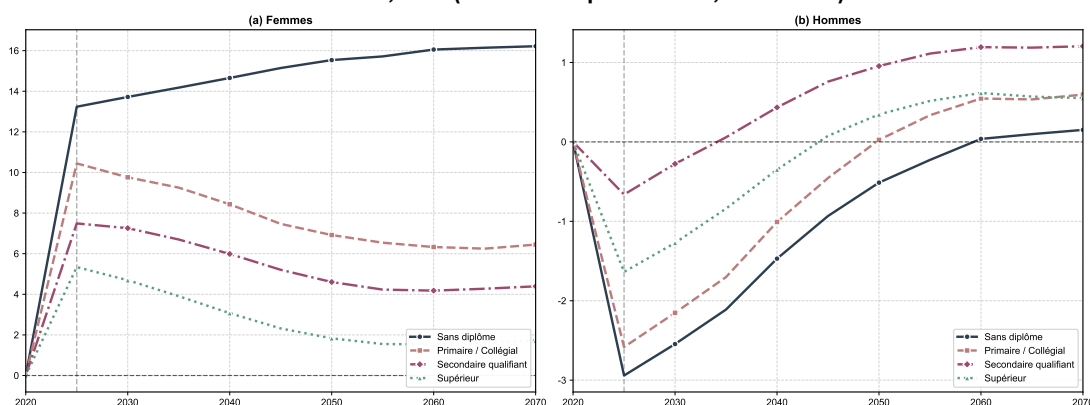 (a) Femmes
16
14
12
10
8
6
4
2
0
2020 2030 2040 2050 2060 2070
Sans diplôme
Primaire / Collégial
Secondaire qualifiant
Supérieur
(b) Hommes
1
0
-1
-2
-3
2020 2030 2040 2050 2060
Sans diplôme
Primaire / Collégial
Secondaire qualifiant
Supérieur